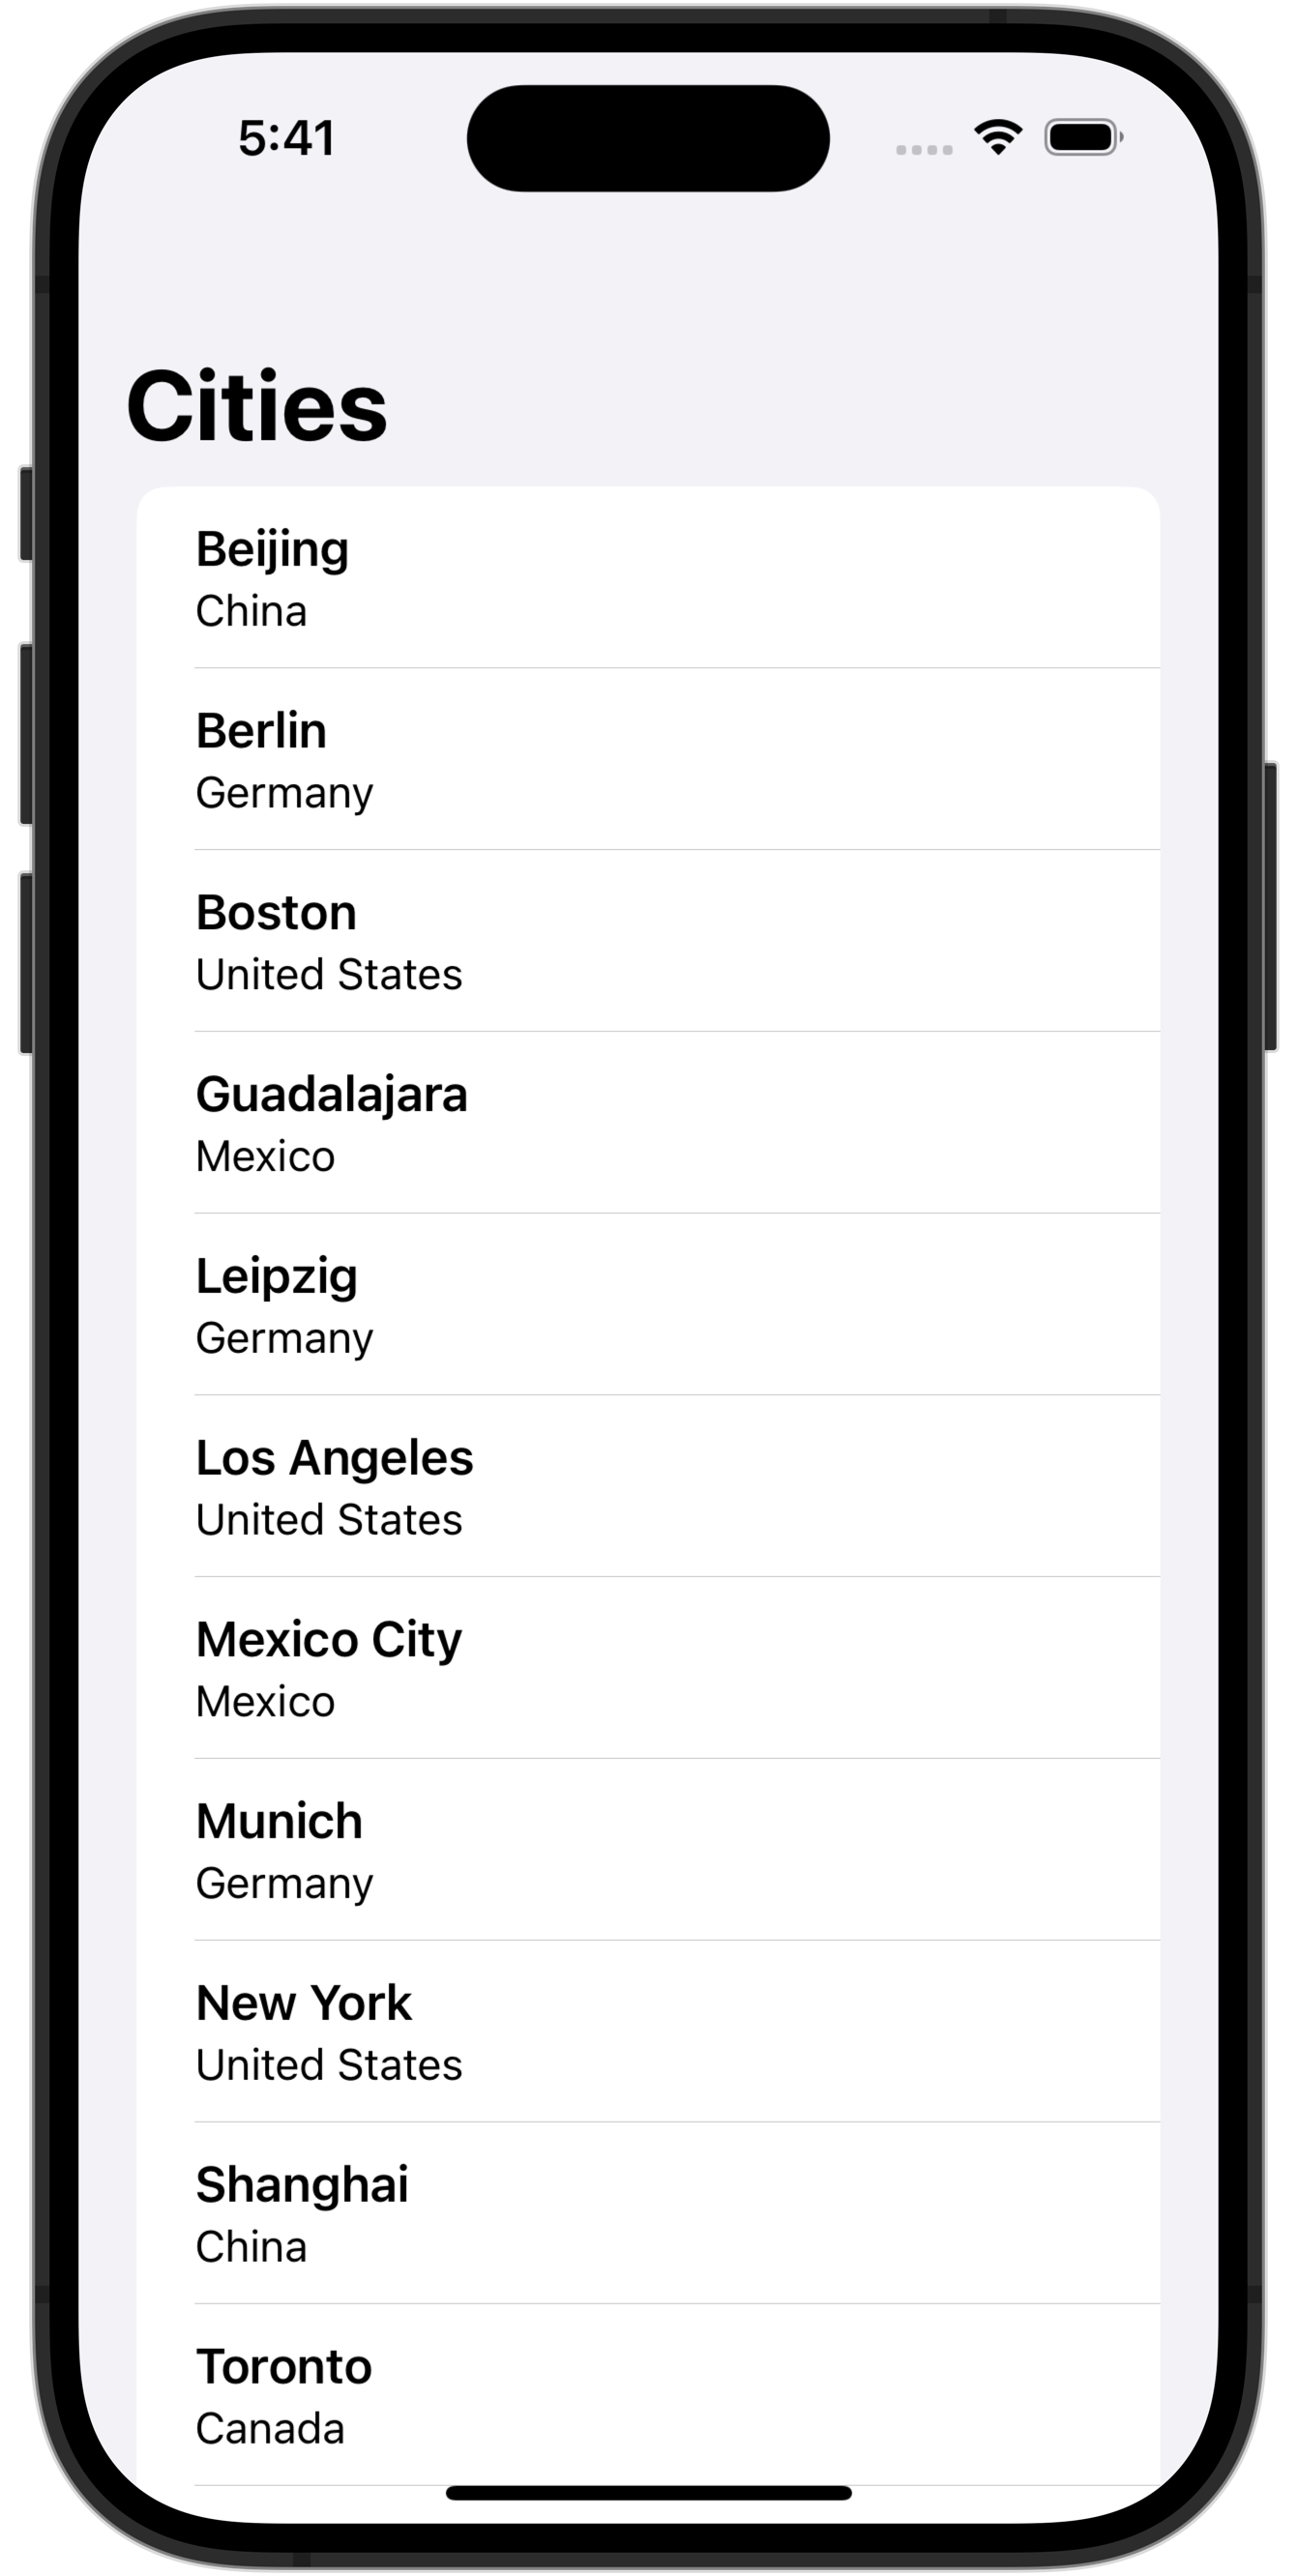 5:41
Cities
Beijing
China
Berlin
Germany
Boston
United States
Guadalajara
Mexico
Leipzig
Germany
Los Angeles
United States
Mexico City
Mexico
Munich
Germany
New York
United States
Shanghai
China
Toronto
Canada